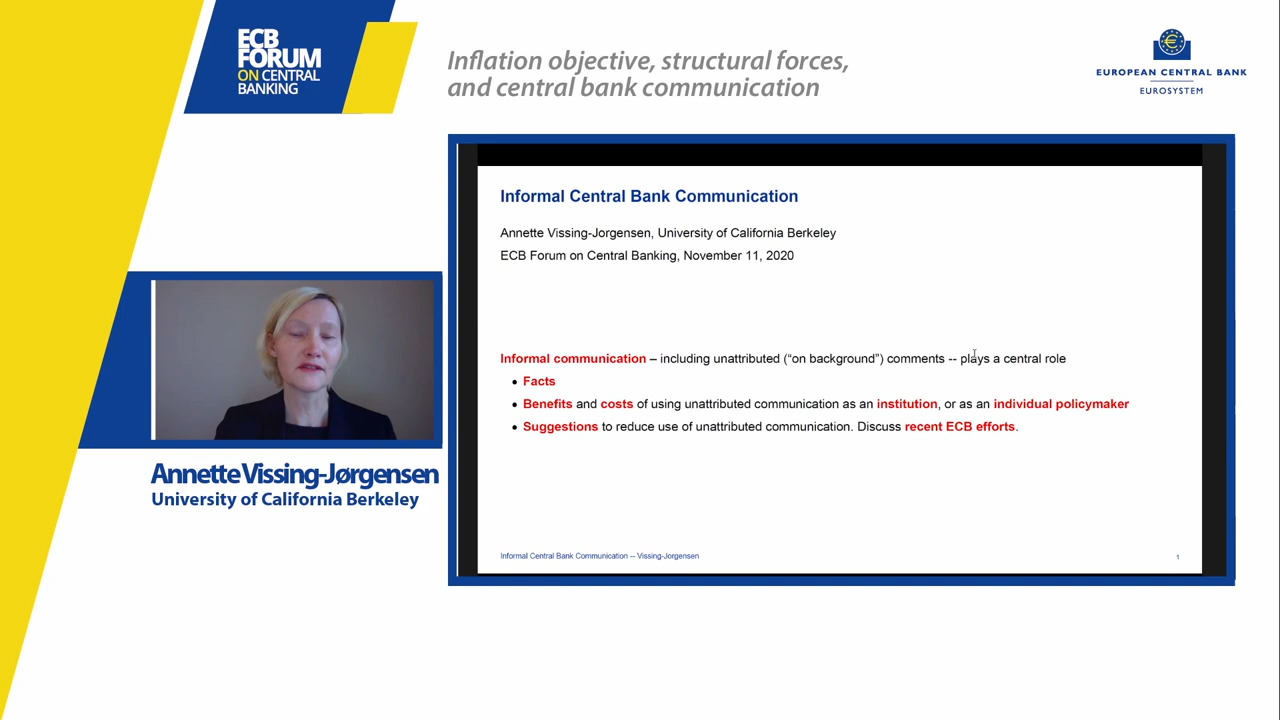 ECB
FORUM
ON CENTRAL
BANKING
Inflation objective, structural forces,
and central bank communication
EUROPEAN CENTRAL BANK
EUROSYSTEM
Informal Central Bank Communication
Annette Vissing-Jorgensen, University of California Berkeley
ECB Forum on Central Banking, November 11, 2020
Informal communication – including unattributed (“on background”) comments -- plays a central role
• Facts
• Benefits and costs of using unattributed communication as an institution, or as an individual policymaker
• Suggestions to reduce use of unattributed communication. Discuss recent ECB efforts.
Informal Central Bank Communication -- Vissing-Jorgensen
1
Annette Vissing-Jørgensen
University of California Berkeley